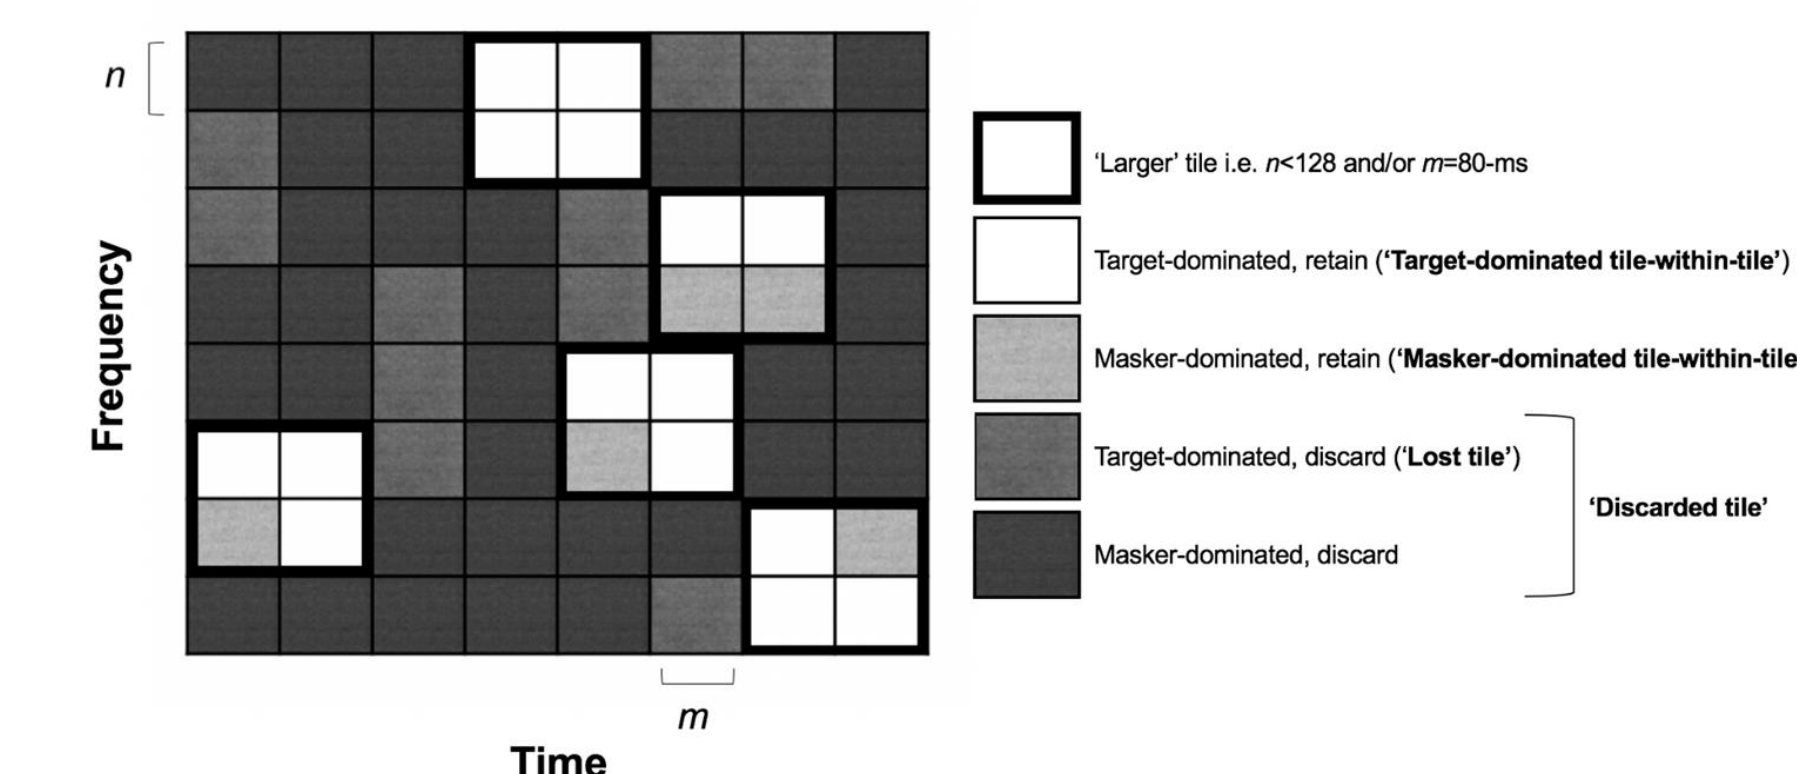 n
Frequency
m
Time
‘Larger’ tile i.e. n<128 and/or m=80-ms
Target-dominated, retain (‘Target-dominated tile-within-tile’)
Masker-dominated, retain (‘Masker-dominated tile-within-tile
Target-dominated, discard (‘Lost tile’)
Masker-dominated, discard
‘Discarded tile’